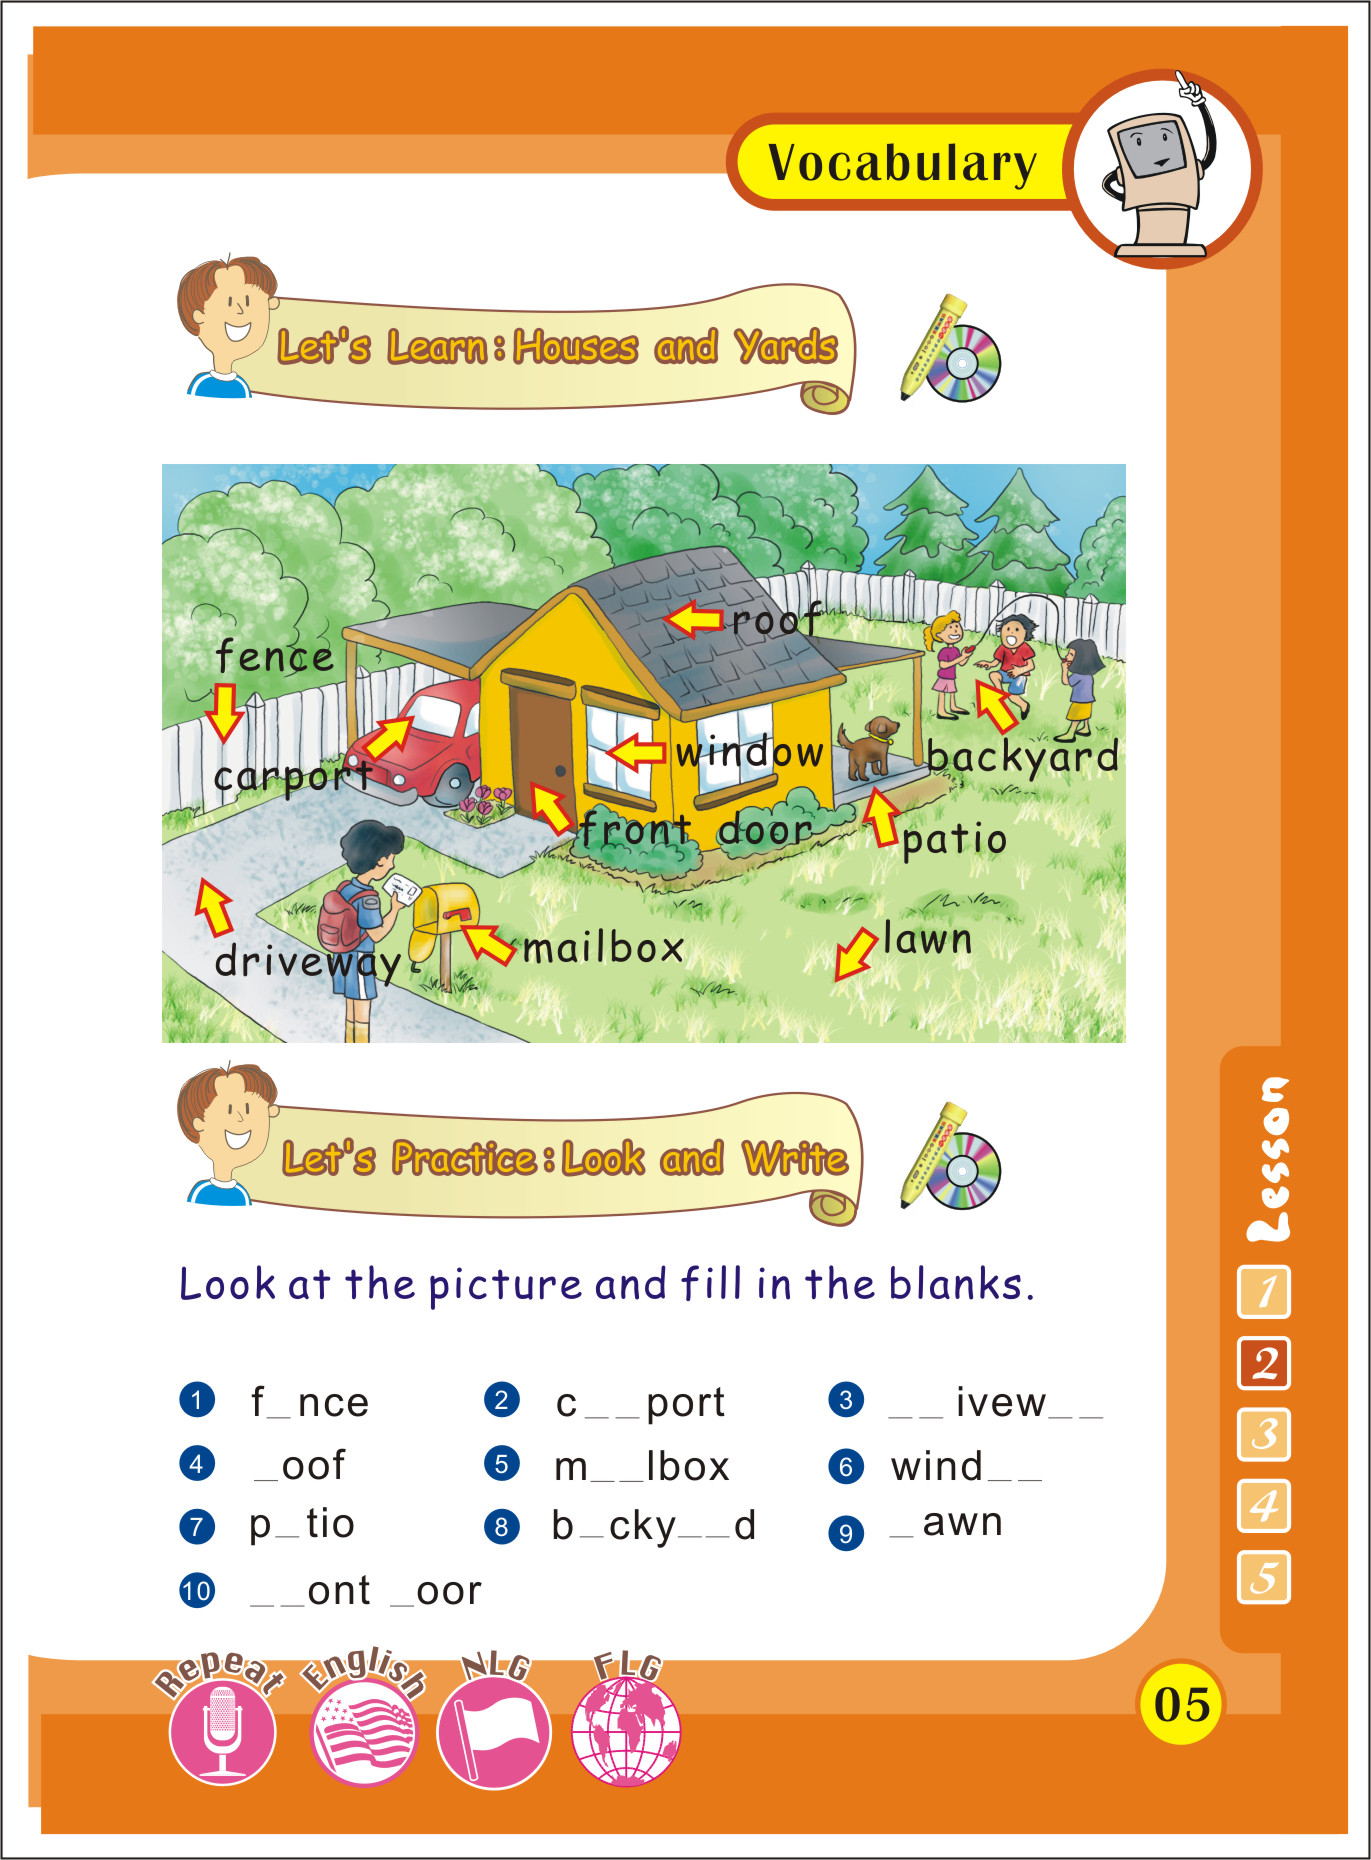 Vocabulary
Let's Learn : Houses and Yards
roof
fence
window
backyard
carport
front door
patio
lawn
mailbox
driveway
Let's Practice : Look and Write
Look at the picture and fill in the blanks.
1 f_nce 2 c__port 3 __ivew__
4 _oof 5 m__lbox 6 wind__
7 p_tio 8 b_cky__d 9 _awn
10 __ont _oor
Lesson
1
2
3
4
5
Repeat English NLG FLG
05